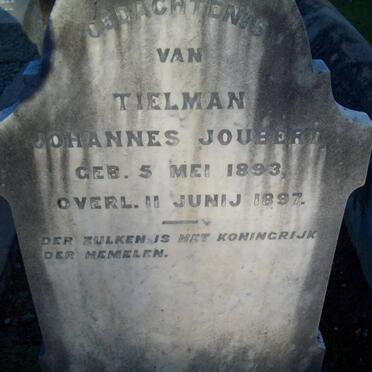 GEDACHTENIS
VAN
TIELMAN
JOHANNES JOUBERT.
GEB. 5 MEI 1893,
OVERL. 11 JUNIJ 1897.
DER ZULKEN IS HET KONINGRIJK
DER HEMELEN.